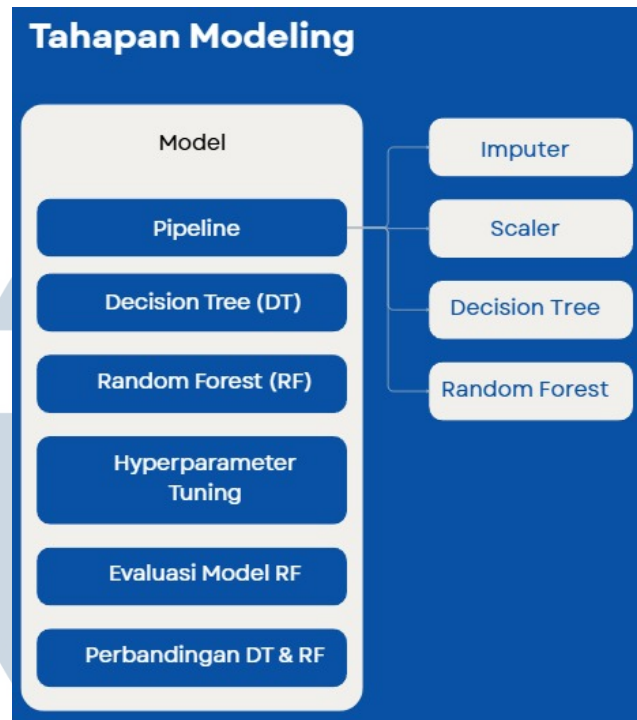 Tahapan Modeling
Model
Pipeline
Decision Tree (DT)
Random Forest (RF)
Hyperparameter
Tuning
Evaluasi Model RF
Perbandingan DT & RF
Imputer
Scaler
Decision Tree
Random Forest